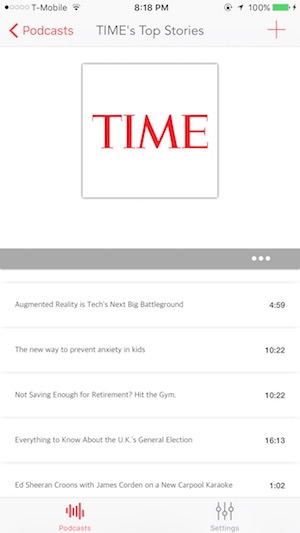 T-Mobile 8:18 PM 100%
Podcasts TIME's Top Stories
TIME
Augmented Reality is Tech's Next Big Battleground 4:59
The new way to prevent anxiety in kids 10:22
Not Saving Enough for Retirement? Hit the Gym. 10:22
Everything to Know About the U.K.'s General Election 16:13
Ed Sheeran Croons with James Corden on a New Carpool Karaoke 1:02
Podcasts Settings